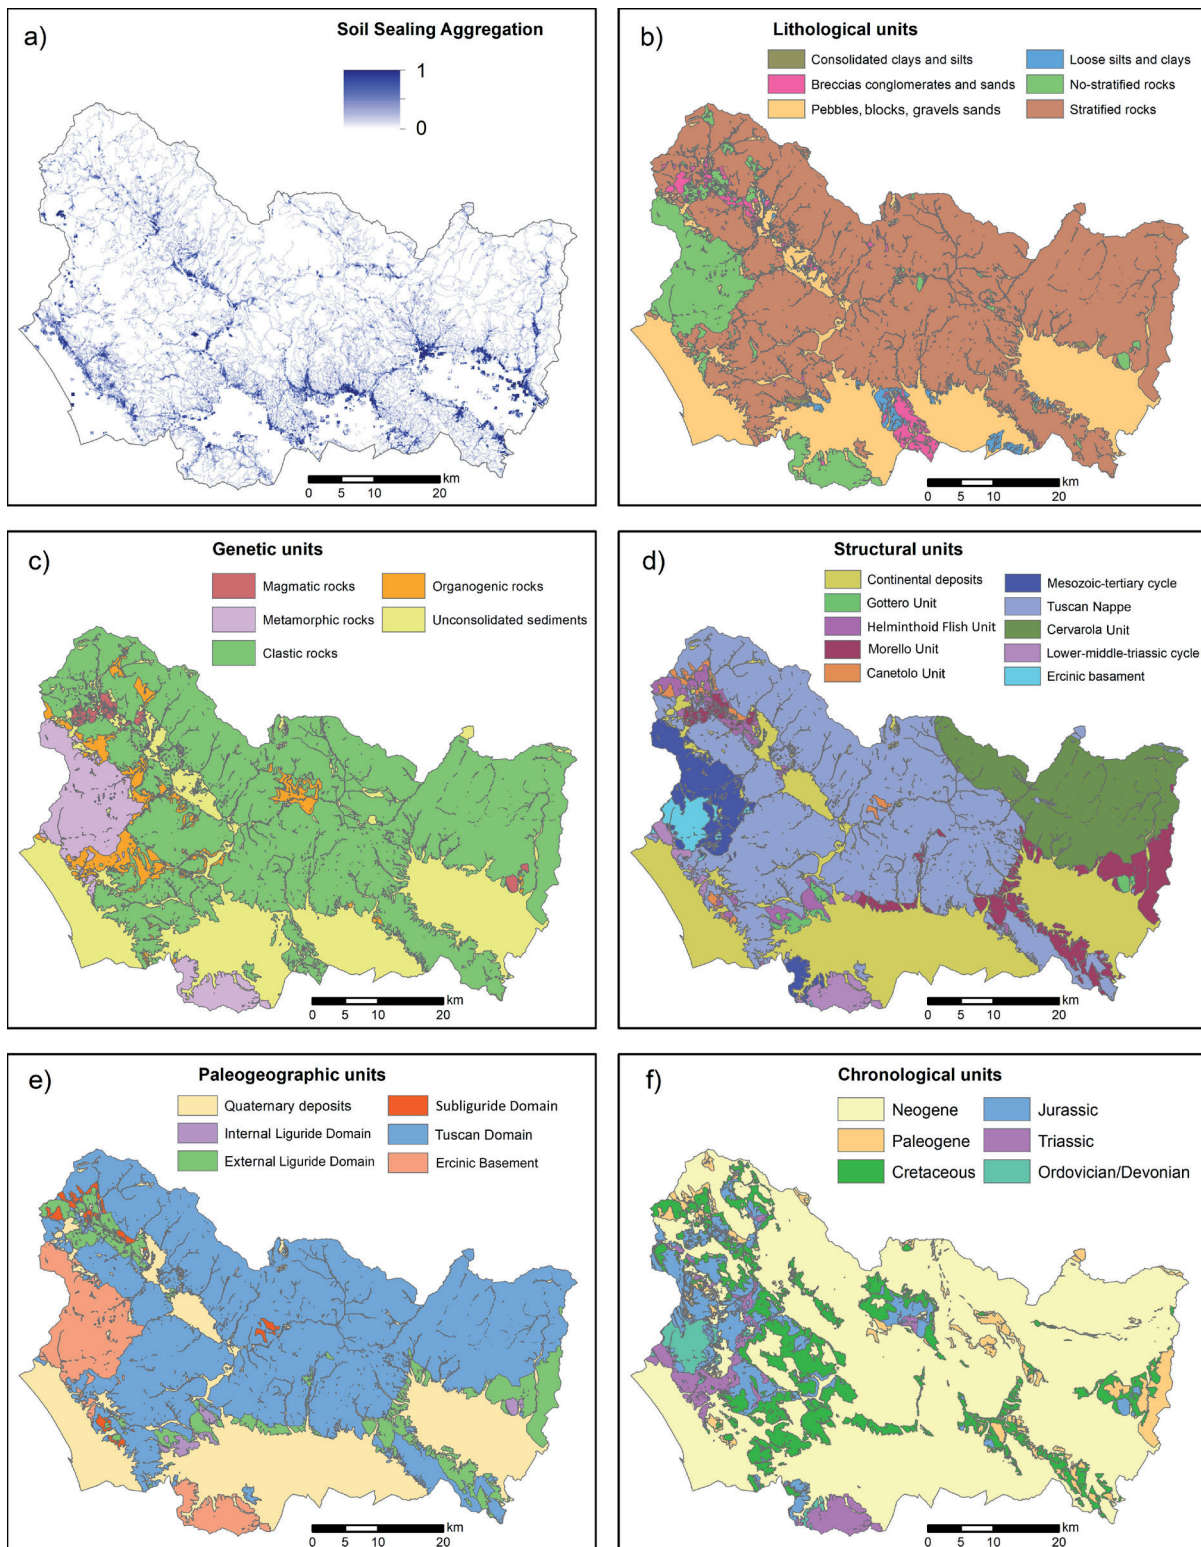 a)
Soil Sealing Aggregation
1
0
km
0 5 10 20
b)
Lithological units
Consolidated clays and silts
Loose silts and clays
Breccias conglomerates and sands
No-stratified rocks
Pebbles, blocks, gravels sands
Stratified rocks
km
0 5 10 20
c)
Genetic units
Magmatic rocks
Organogenic rocks
Metamorphic rocks
Unconsolidated sediments
Clastic rocks
km
0 5 10 20
d)
Structural units
Continental deposits
Mesozoic-tertiary cycle
Gottero Unit
Tuscan Nappe
Helminthoid Flish Unit
Cervarola Unit
Morello Unit
Lower-middle-triassic cycle
Canetolo Unit
Ercinic basament
km
0 5 10 20
e)
Paleogeographic units
Quaternary deposits
Subliguride Domain
Internal Liguride Domain
Tuscan Domain
External Liguride Domain
Ercinic Basement
km
0 5 10 20
f)
Chronological units
Neogene
Jurassic
Paleogene
Triassic
Cretaceous
Ordovician/Devonian
km
0 5 10 20